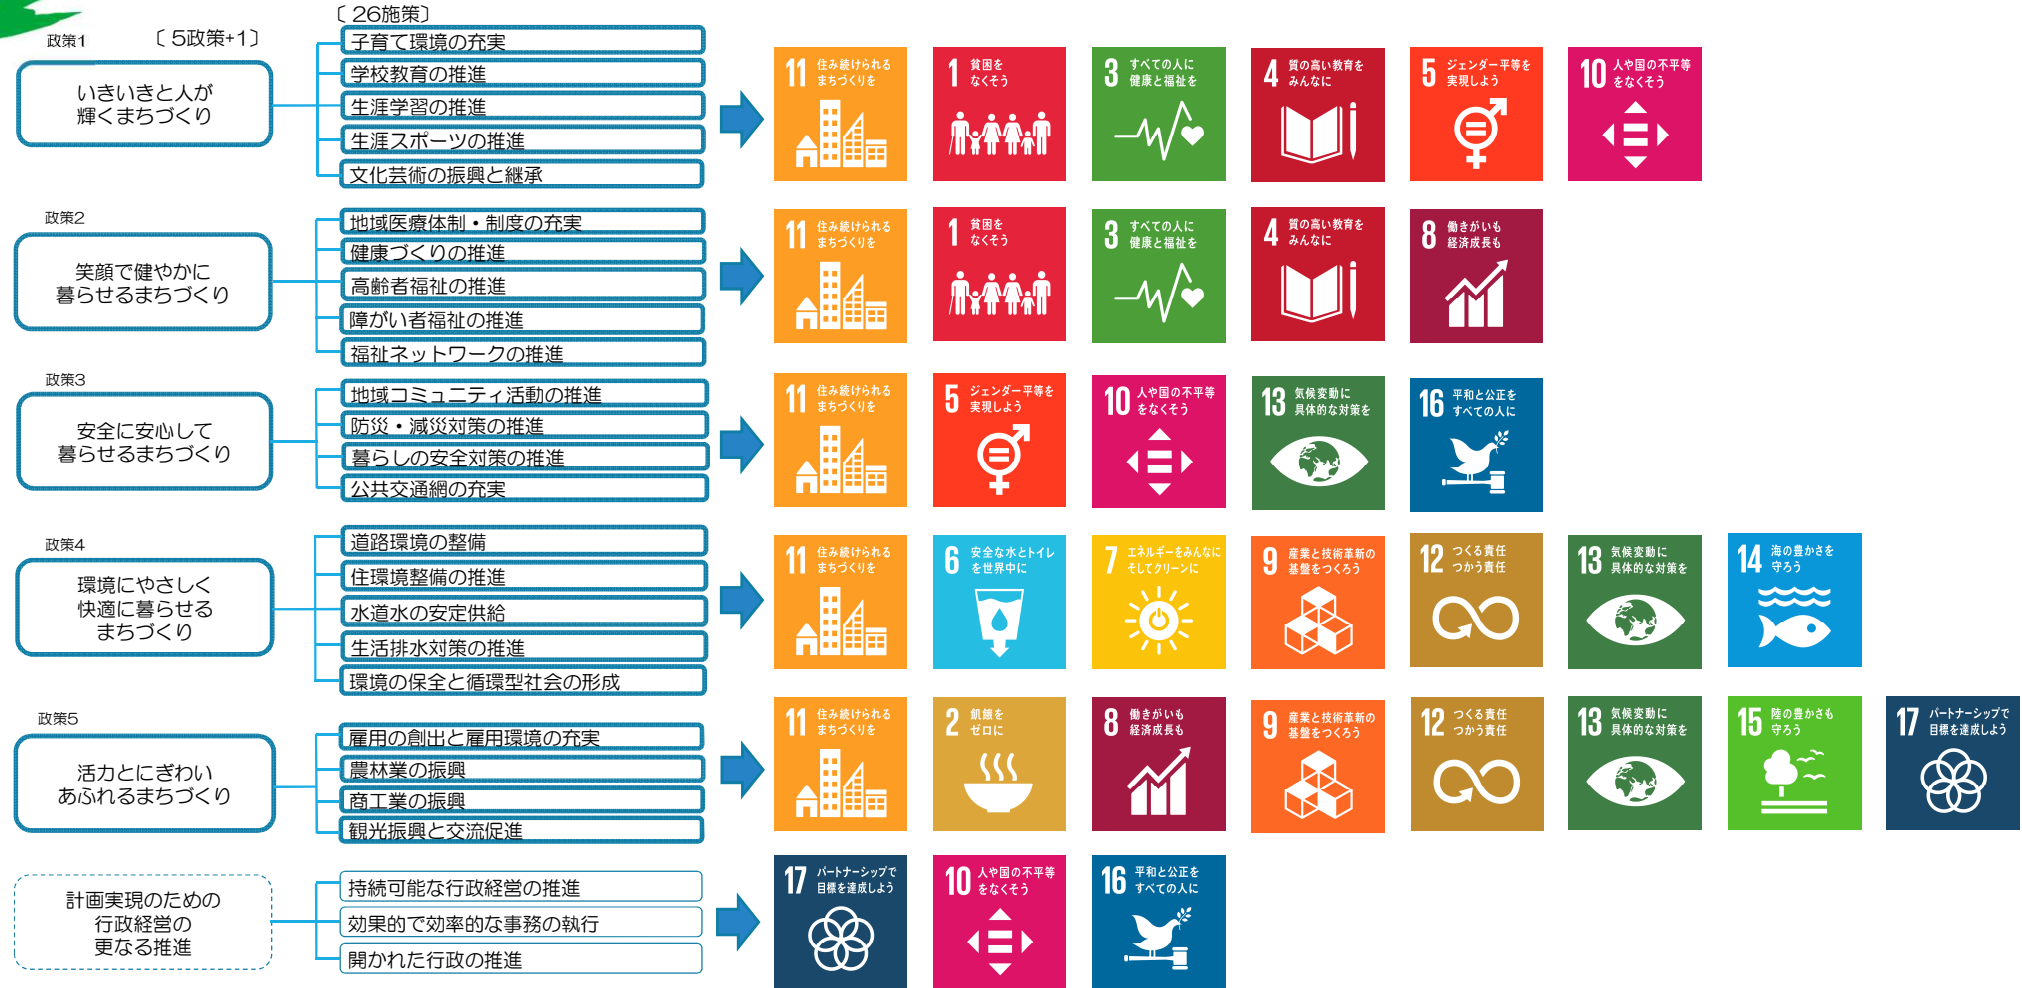 〔 26施策〕
政策1
〔 5政策+1〕
いきいきと人が
輝くまちづくり
子育て環境の充実
学校教育の推進
生涯学習の推進
生涯スポーツの推進
文化芸術の振興と継承
11 住み続けられる
まちづくりを
1 貧困を
なくそう
3 すべての人に
健康と福祉を
4 質の高い教育を
みんなに
5 ジェンダー平等を
実現しよう
10 人や国の不平等
をなくそう
政策2
笑顔で健やかに
暮らせるまちづくり
地域医療体制・制度の充実
健康づくりの推進
高齢者福祉の推進
障がい者福祉の推進
福祉ネットワークの推進
11 住み続けられる
まちづくりを
1 貧困を
なくそう
3 すべての人に
健康と福祉を
4 質の高い教育を
みんなに
8 働きがいも
経済成長も
政策3
安全に安心して
暮らせるまちづくり
地域コミュニティ活動の推進
防災・減災対策の推進
暮らしの安全対策の推進
公共交通網の充実
11 住み続けられる
まちづくりを
5 ジェンダー平等を
実現しよう
10 人や国の不平等
をなくそう
13 気候変動に
具体的な対策を
16 平和と公正を
すべての人に
政策4
環境にやさしく
快適に暮らせる
まちづくり
道路環境の整備
住環境整備の推進
水道水の安定供給
生活排水対策の推進
環境の保全と循環型社会の形成
11 住み続けられる
まちづくりを
6 安全な水とトイレ
を世界中に
7 エネルギーをみんなに
そしてクリーンに
9 産業と技術革新の
基盤をつくろう
12 つくる責任
つかう責任
13 気候変動に
具体的な対策を
14 海の豊かさを
守ろう
政策5
活力とにぎわい
あふれるまちづくり
雇用の創出と雇用環境の充実
農林業の振興
商工業の振興
観光振興と交流促進
11 住み続けられる
まちづくりを
2 飢餓を
ゼロに
8 働きがいも
経済成長も
9 産業と技術革新の
基盤をつくろう
12 つくる責任
つかう責任
13 気候変動に
具体的な対策を
15 陸の豊かさも
守ろう
17 パートナーシップで
目標を達成しよう
計画実現のための
行政経営の
更なる推進
持続可能な行政経営の推進
効果的で効率的な事務の執行
開かれた行政の推進
17 パートナーシップで
目標を達成しよう
10 人や国の不平等
をなくそう
16 平和と公正を
すべての人に